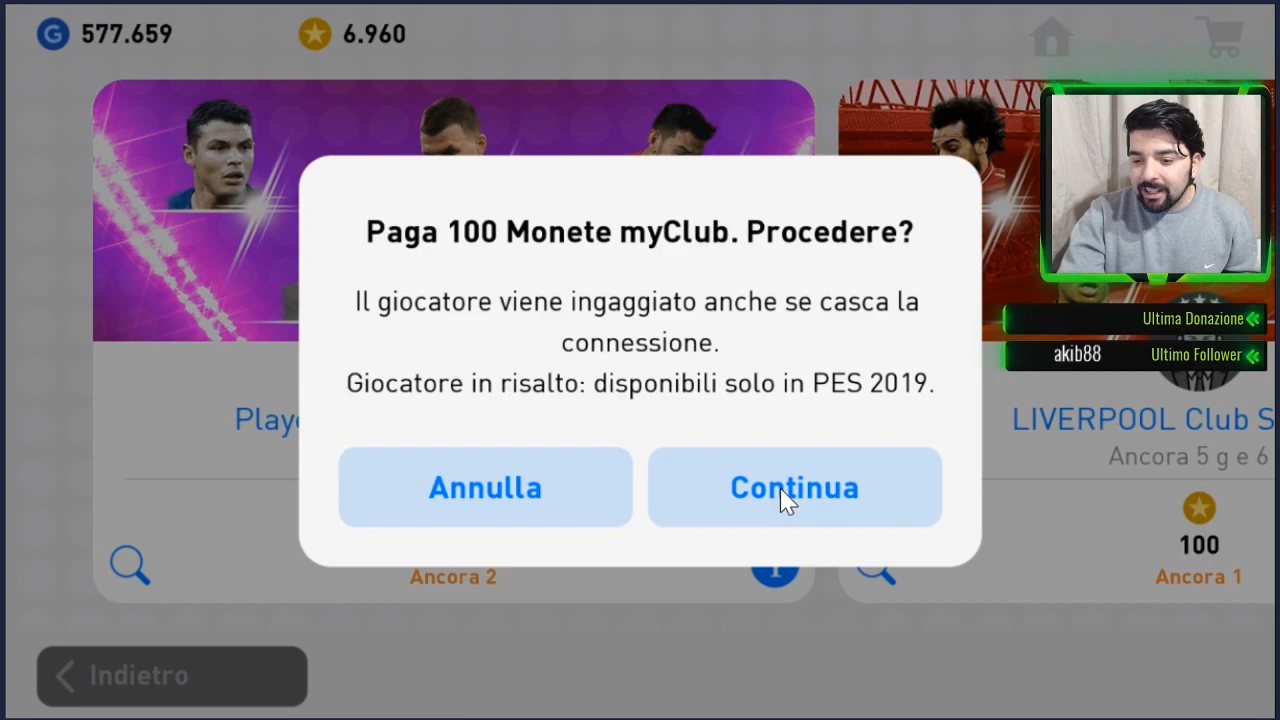 577.659
6.960
Paga 100 Monete myClub. Procedere?
Il giocatore viene ingaggiato anche se casca la
connessione.
Giocatore in risalto: disponibili solo in PES 2019.
Annulla
Continua
Ultima Donazione
akib88 Ultimo Follower
LIVERPOOL Club S
Ancora 5 g e 6
100
Ancora 2
Ancora 1
Indietro